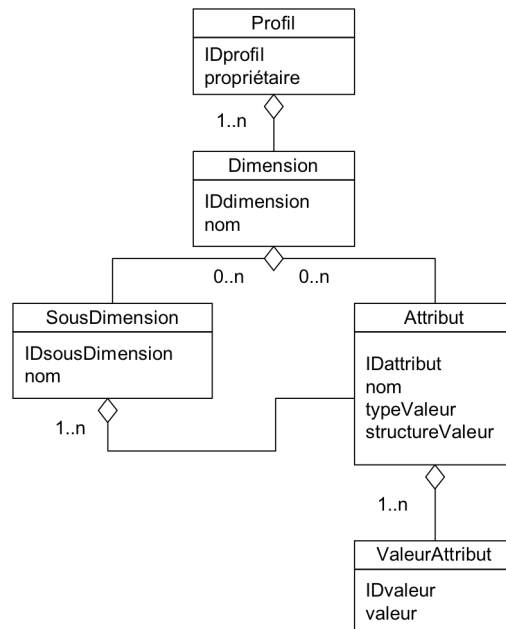 Profil
IDprofil
propriétaire
1..n
Dimension
IDdimension
nom
0..n
0..n
SousDimension
IDsousDimension
nom
1..n
Attribut
IDattribut
nom
typeValeur
structureValeur
1..n
ValeurAttribut
IDvaleur
valeur